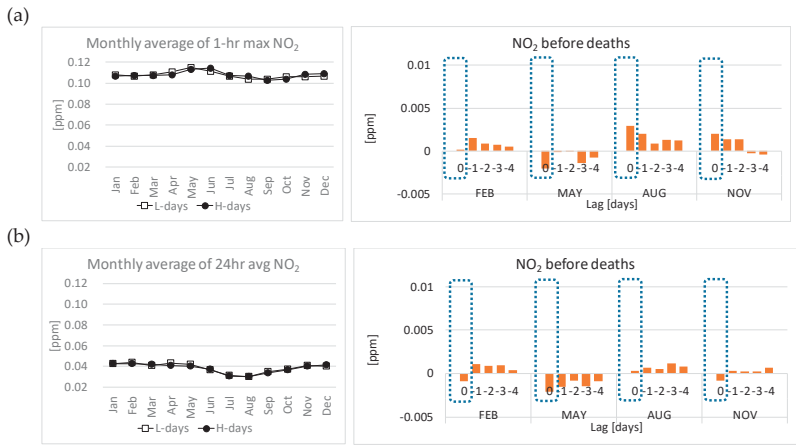 (a)
Monthly average of 1-hr max NO₂
[ppm]
0.12
0.10
0.08
0.06
0.04
0.02
Jan Feb Mar Apr May Jun Jul Aug Sep Oct Nov Dec
L-days H-days
NO₂ before deaths
[ppm]
0.01
0.005
0
-0.005
0 -1 -2 -3 -4 0 -1 -2 -3 -4 0 -1 -2 -3 -4 0 -1 -2 -3 -4
FEB MAY AUG NOV
Lag [days]
(b)
Monthly average of 24hr avg NO₂
[ppm]
0.12
0.10
0.08
0.06
0.04
0.02
Jan Feb Mar Apr May Jun Jul Aug Sep Oct Nov Dec
L-days H-days
NO₂ before deaths
[ppm]
0.01
0.005
0
-0.005
0 -1 -2 -3 -4 0 -1 -2 -3 -4 0 -1 -2 -3 -4 0 -1 -2 -3 -4
FEB MAY AUG NOV
Lag [days]